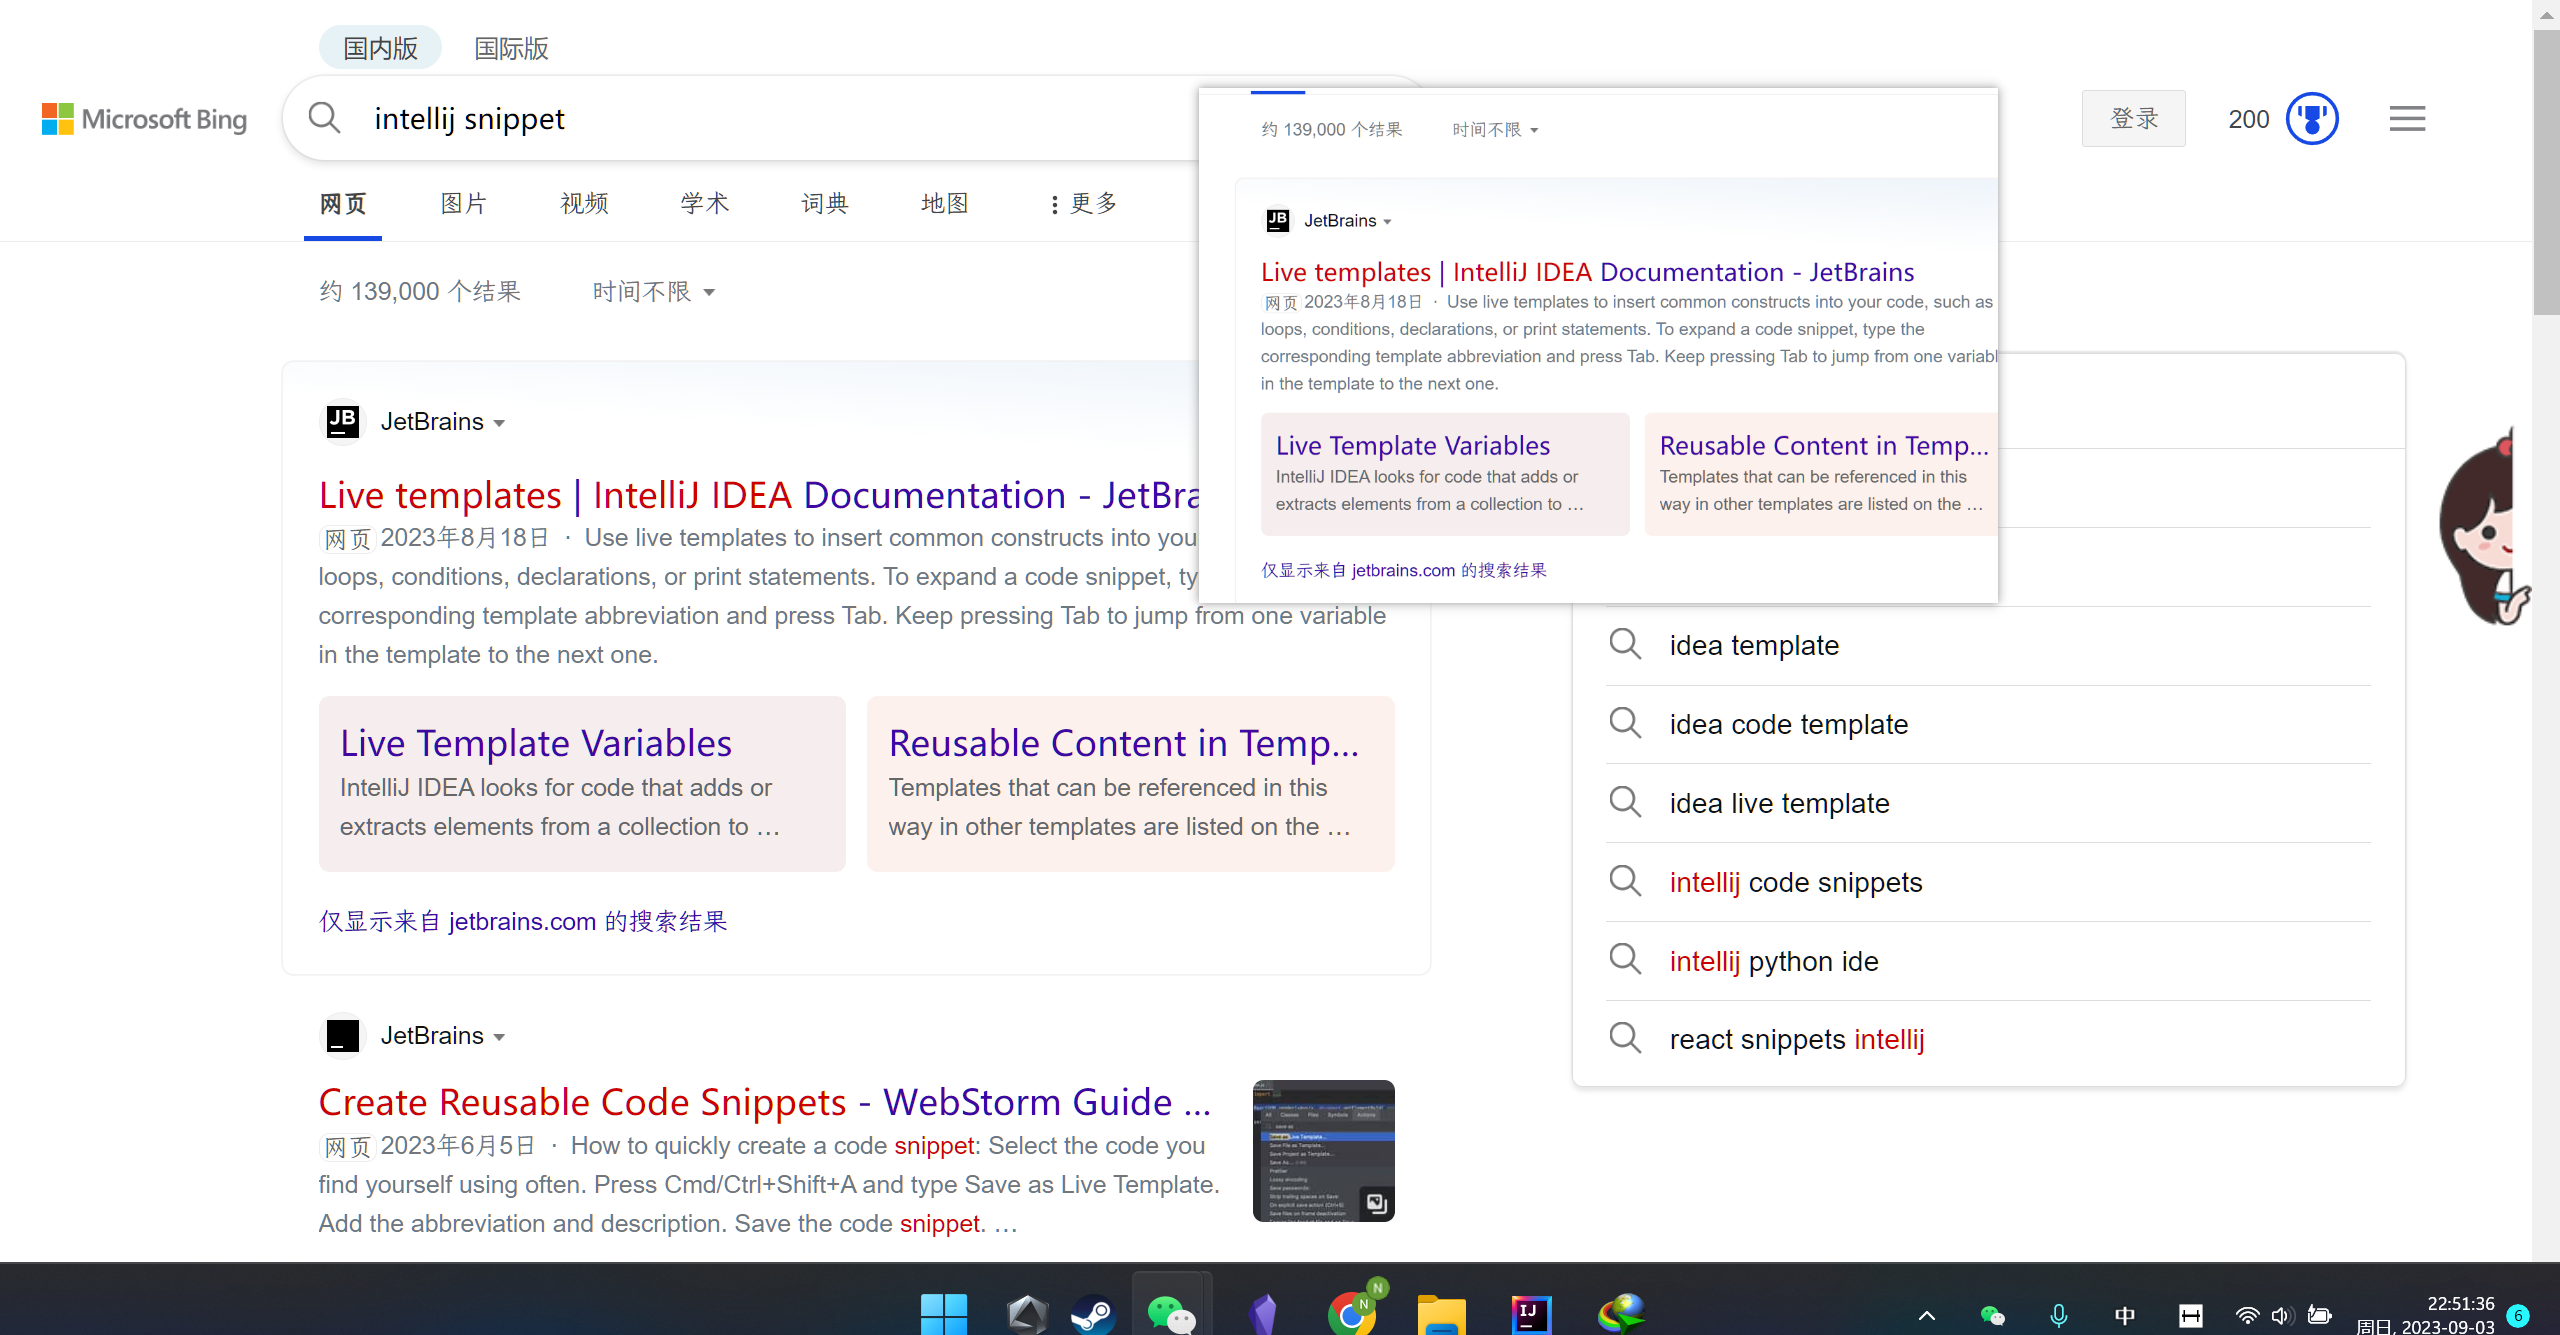 国内版 国际版
Microsoft Bing
intellij snippet
登录
200
网页 图片 视频 学术 词典 地图 更多
约 139,000 个结果 时间不限
JetBrains
Live templates | IntelliJ IDEA Documentation - JetBra
网页 2023年8月18日 · Use live templates to insert common constructs into you
loops, conditions, declarations, or print statements. To expand a code snippet, ty
corresponding template abbreviation and press Tab. Keep pressing Tab to jump from one variable
in the template to the next one.
Live Template Variables
IntelliJ IDEA looks for code that adds or
extracts elements from a collection to …
Reusable Content in Temp...
Templates that can be referenced in this
way in other templates are listed on the …
仅显示来自 jetbrains.com 的搜索结果
JetBrains
Create Reusable Code Snippets - WebStorm Guide ...
网页 2023年6月5日 · How to quickly create a code snippet: Select the code you
find yourself using often. Press Cmd/Ctrl+Shift+A and type Save as Live Template.
Add the abbreviation and description. Save the code snippet. …
约 139,000 个结果 时间不限
JB
JetBrains
Live templates | IntelliJ IDEA Documentation - JetBrains
网页 2023年8月18日 · Use live templates to insert common constructs into your code, such as
loops, conditions, declarations, or print statements. To expand a code snippet, type the
corresponding template abbreviation and press Tab. Keep pressing Tab to jump from one variabl
in the template to the next one.
Live Template Variables
IntelliJ IDEA looks for code that adds or
extracts elements from a collection to …
Reusable Content in Temp...
Templates that can be referenced in this
way in other templates are listed on the …
仅显示来自 jetbrains.com 的搜索结果
idea template
idea code template
idea live template
intellij code snippets
intellij python ide
react snippets intellij
N
N
IJ
中
22:51:36
周日, 2023-09-03
6